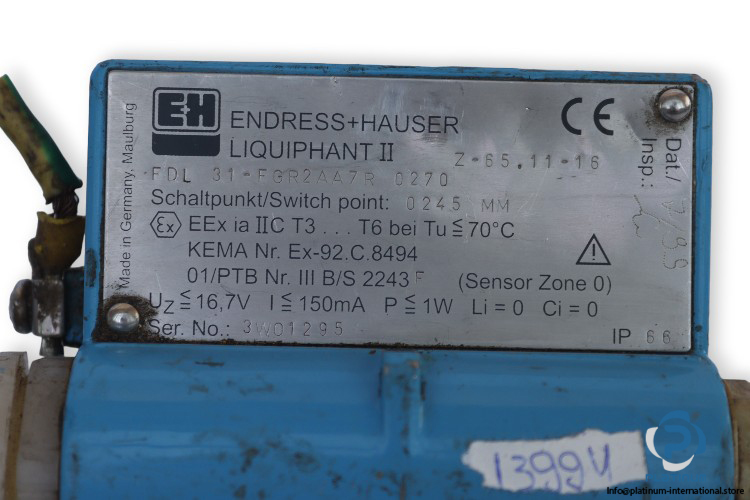 E+H
ENDRESS+HAUSER
LIQUIPHANT II
CE
Z-65.11-16
FDL 31-FGR2AA7R 0270
Schaltpunkt/Switch point: 0245 MM
Ex EEx ia IIC T3 ... T6 bei Tu ≦ 70°C
KEMA Nr. Ex-92.C.8494
01/PTB Nr. III B/S 2243 F (Sensor Zone 0)
Uz ≦ 16,7V I ≦ 150mA P ≦ 1W Li = 0 Ci = 0
Ser. No.: 3W01295
IP 66
Made in Germany, Maulburg
Dat./
Insp.:
1399U
info@platinum-international.store